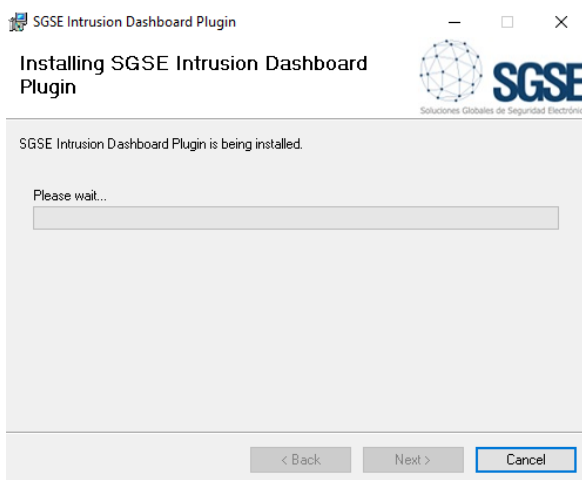 SGSE Intrusion Dashboard Plugin
Installing SGSE Intrusion Dashboard
Plugin
SGSE
Soluciones Globales de Seguridad Electrónic
SGSE Intrusion Dashboard Plugin is being installed.
Please wait...
< Back
Next >
Cancel